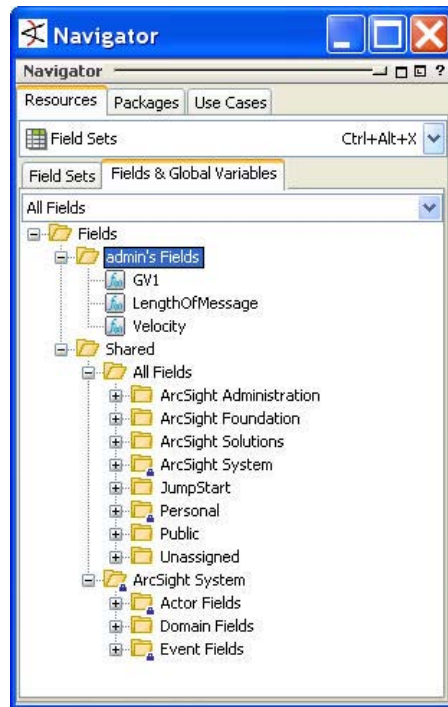 Navigator
Navigator ?
Resources Packages Use Cases
Field Sets Ctrl+Alt+X
Field Sets Fields & Global Variables
All Fields
Fields
admin's Fields
GV1
LengthOfMessage
Velocity
Shared
All Fields
ArcSight Administration
ArcSight Foundation
ArcSight Solutions
ArcSight System
JumpStart
Personal
Public
Unassigned
ArcSight System
Actor Fields
Domain Fields
Event Fields